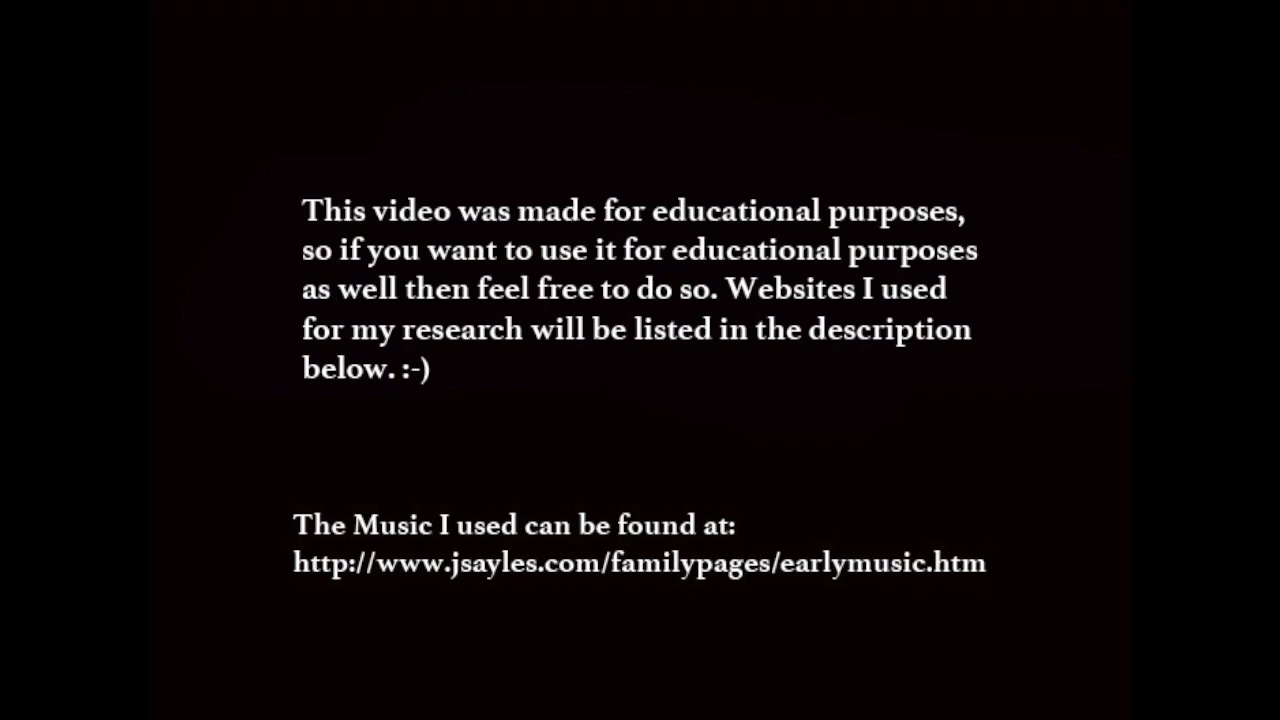 This video was made for educational purposes,
so if you want to use it for educational purposes
as well then feel free to do so. Websites I used
for my research will be listed in the description
below. :-)
The Music I used can be found at:
http://www.jsayles.com/familypages/earlymusic.htm